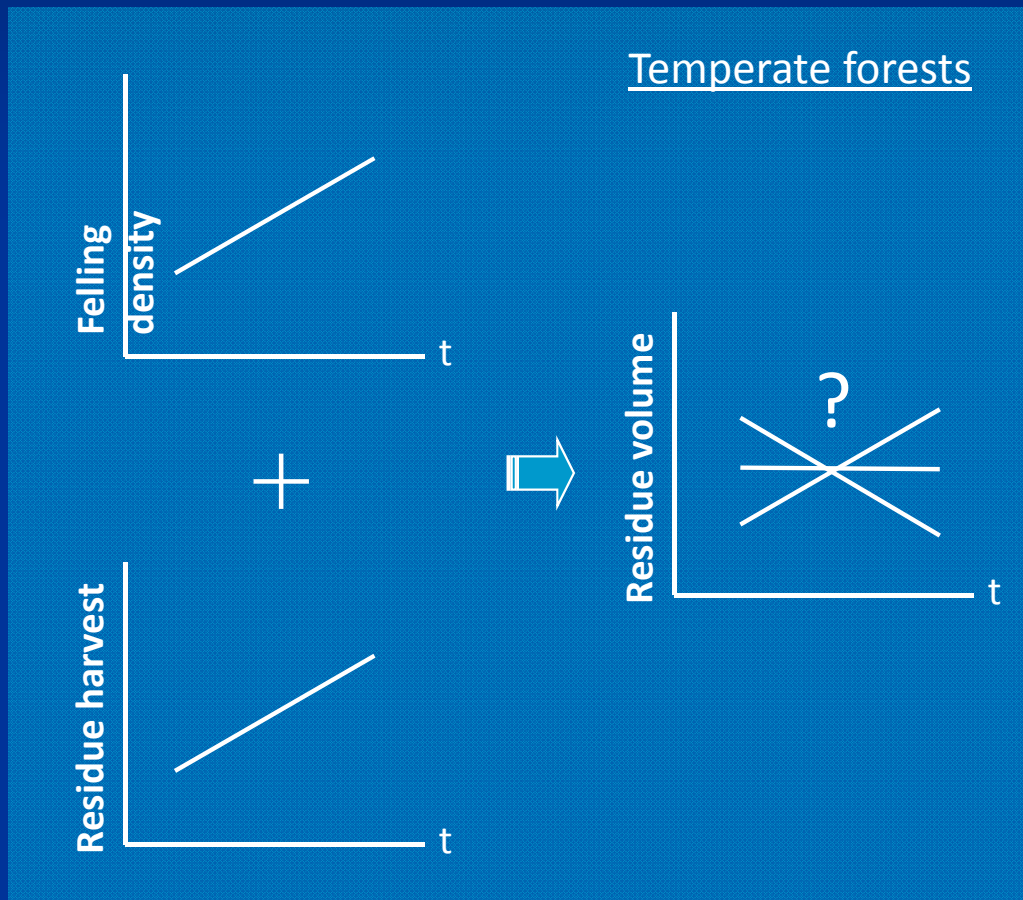 Temperate forests
Felling
density
t
+
Residue harvest
t
Residue volume
?
t